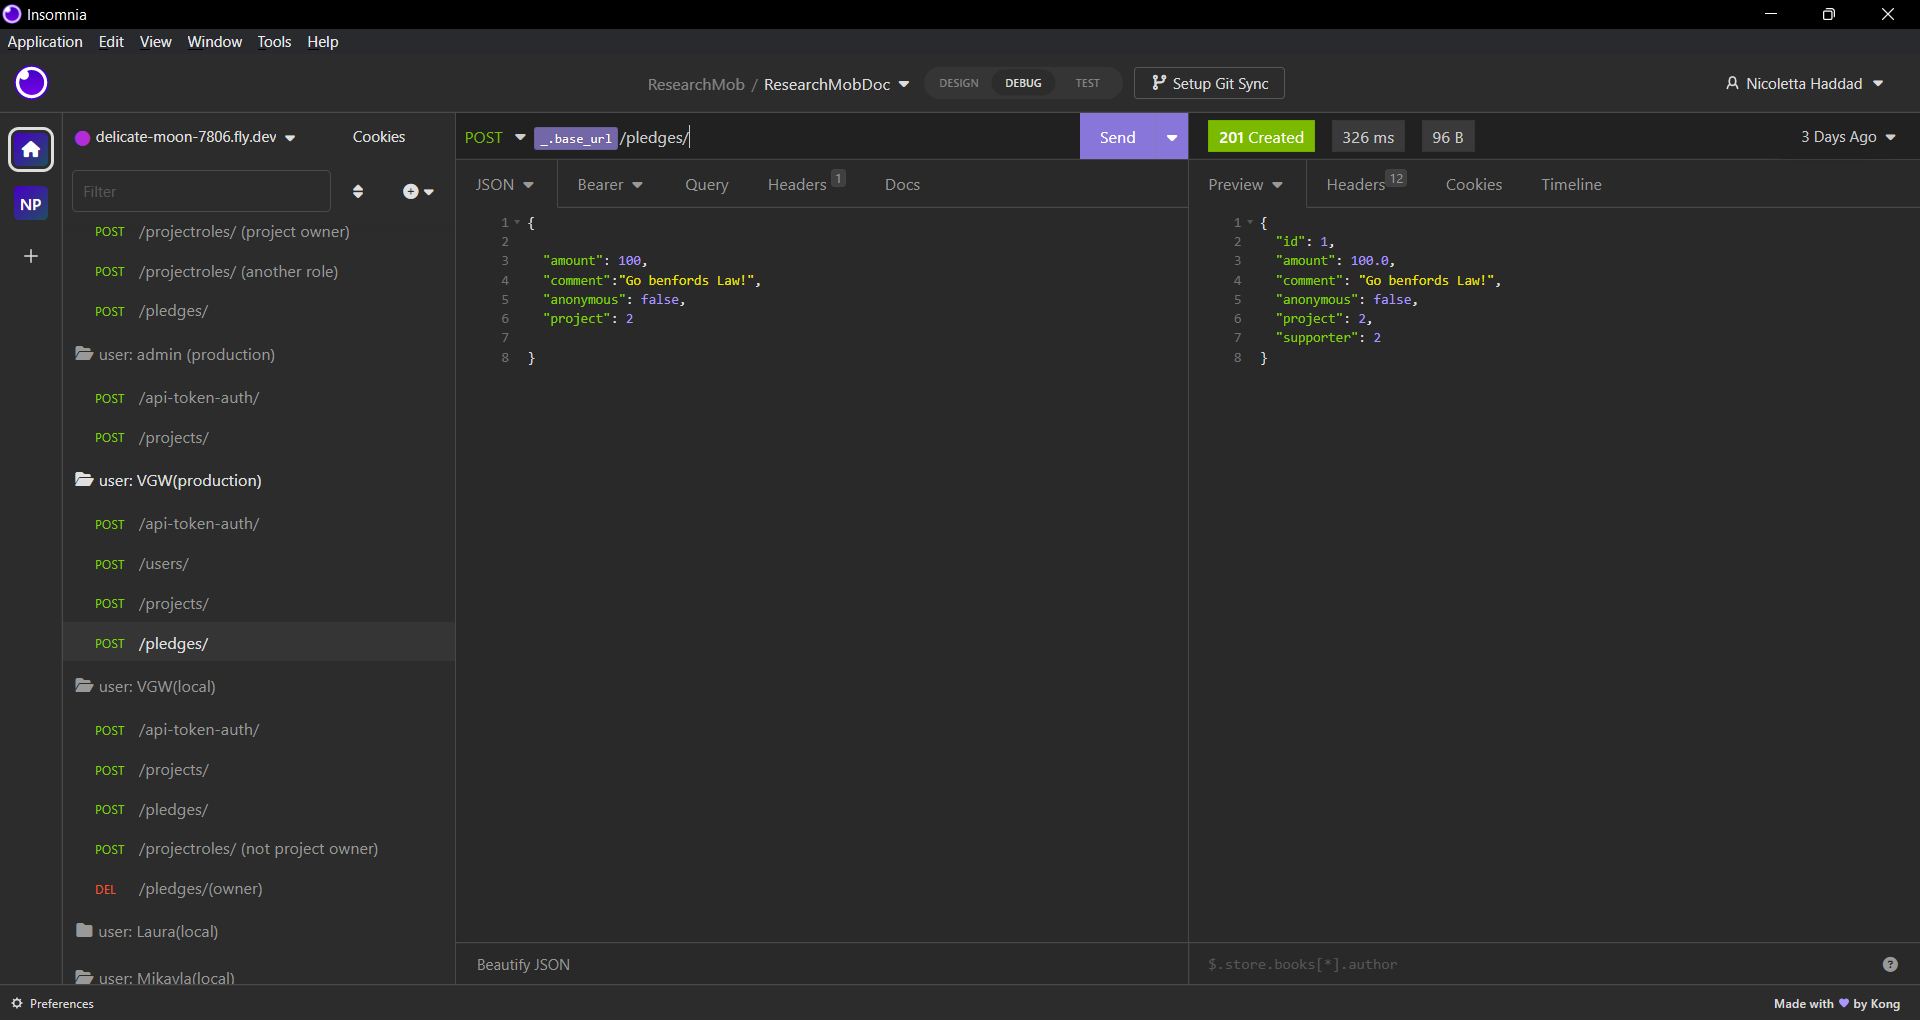 Insomnia
Application Edit View Window Tools Help
ResearchMob / ResearchMobDoc DESIGN DEBUG TEST Setup Git Sync Nicoletta Haddad
delicate-moon-7806.fly.dev Cookies
Filter
NP
POST /projectroles/ (project owner)
POST /projectroles/ (another role)
POST /pledges/
user: admin (production)
POST /api-token-auth/
POST /projects/
user: VGW(production)
POST /api-token-auth/
POST /users/
POST /projects/
POST /pledges/
user: VGW(local)
POST /api-token-auth/
POST /projects/
POST /pledges/
POST /projectroles/ (not project owner)
DEL /pledges/(owner)
user: Laura(local)
user: Mikayla(local)
POST _.base_url /pledges/ Send
JSON Bearer Query Headers 1 Docs
1 {
2
3 "amount": 100,
4 "comment":"Go benfords Law!",
5 "anonymous": false,
6 "project": 2
7
8 }
Beautify JSON
201 Created 326 ms 96 B 3 Days Ago
Preview Headers 12 Cookies Timeline
1 {
2 "id": 1,
3 "amount": 100.0,
4 "comment": "Go benfords Law!",
5 "anonymous": false,
6 "project": 2,
7 "supporter": 2
8 }
$.store.books[*].author ?
Preferences
Made with by Kong